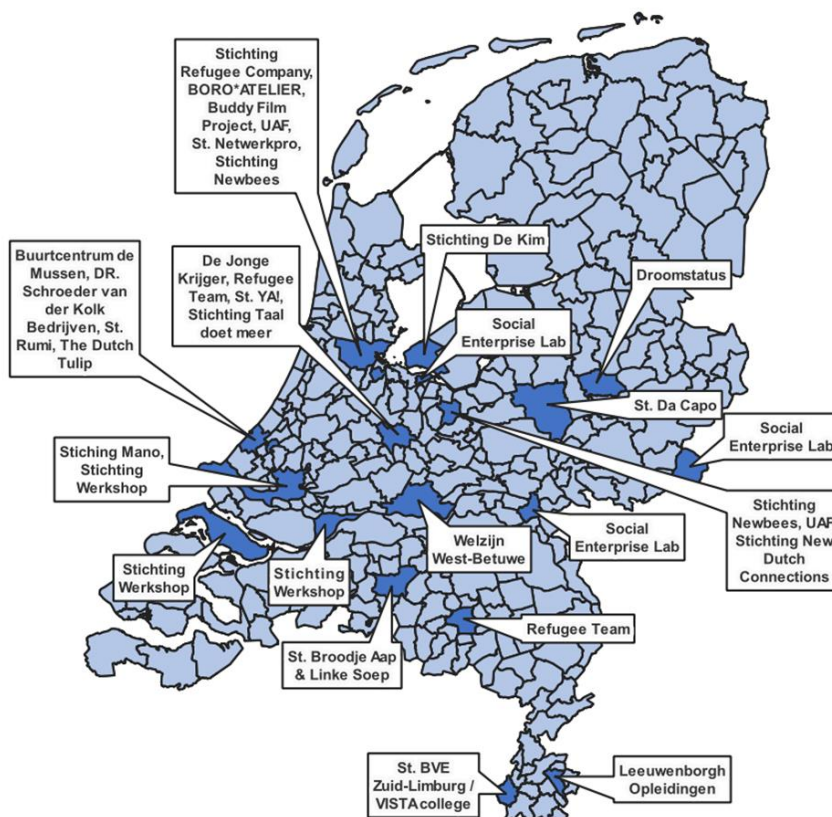 Stichting
Refugee Company,
BORO*ATELIER,
Buddy Film
Project, UAF,
St. Netwerkpro,
Stichting
Newbees
Buurtcentrum de
Mussen, DR.
Schroeder van
der Kolk
Bedrijven, St.
Rumi, The Dutch
Tulip
De Jonge
Krijger, Refugee
Team, St. YA!,
Stichting Taal
doet meer
Stichting De Kim
Social
Enterprise Lab
Droomstatus
St. Da Capo
Social
Enterprise Lab
Stiching Mano,
Stichting
Werkshop
Stichting
Werkshop
Stichting
Werkshop
Welzijn
West-Betuwe
Social
Enterprise Lab
Stichting
Newbees, UAF
Stichting New
Dutch
Connections
St. Broodje Aap
& Linke Soep
Refugee Team
St. BVE
Zuid-Limburg /
VISTA college
Leeuwenborgh
Opleidingen